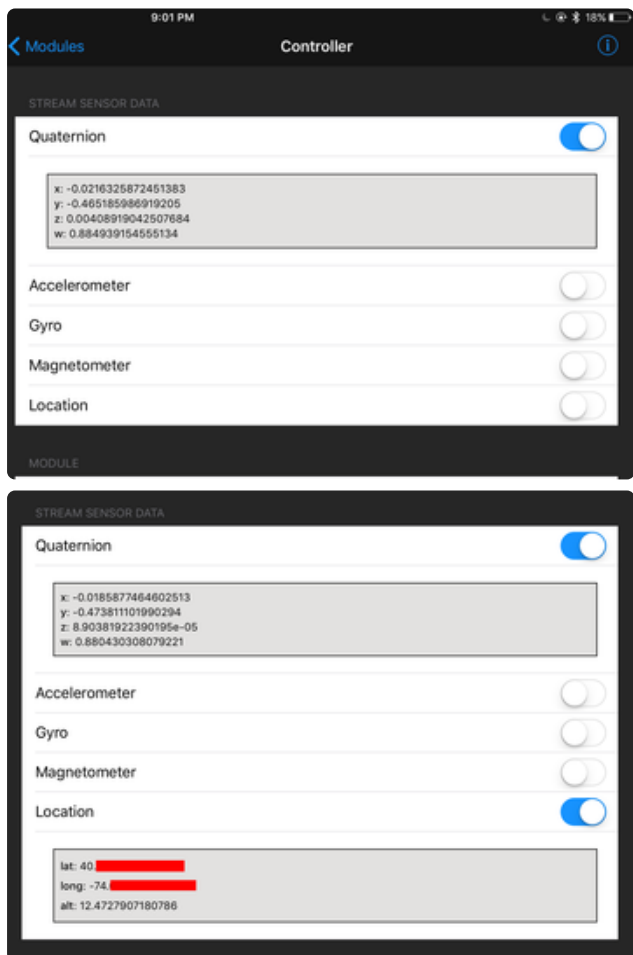 9:01 PM 18%
Modules Controller
STREAM SENSOR DATA
Quaternion
x: -0.0216325872451383
y: -0.465185986919205
z: 0.00408919042507684
w: 0.884939154555134
Accelerometer
Gyro
Magnetometer
Location
MODULE
STREAM SENSOR DATA
Quaternion
x: -0.0185877464602513
y: -0.473811101990294
z: 8.90381922390195e-05
w: 0.880430308079221
Accelerometer
Gyro
Magnetometer
Location
lat: 40.
long: -74.
alt: 12.4727907180786